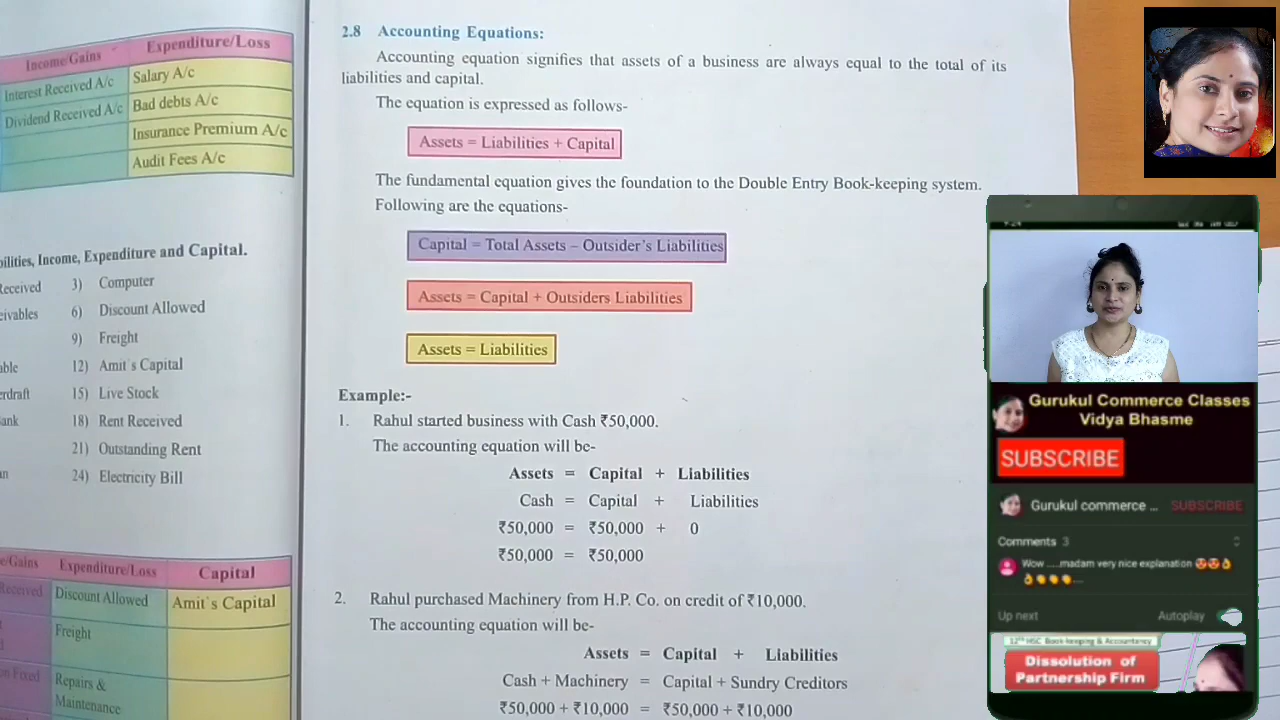 Income/Gains Expenditure/Loss
Interest Received A/c Salary A/c
Dividend Received A/c Bad debts A/c
Insurance Premium A/c
Audit Fees A/c
Income, Expenditure and Capital.
3) Computer
6) Discount Allowed
9) Freight
12) Amit's Capital
15) Live Stock
18) Rent Received
21) Outstanding Rent
24) Electricity Bill
Expenditure/Loss Capital
Discount Allowed Amit's Capital
Freight
Repairs &
Maintenance
2.8 Accounting Equations:
Accounting equation signifies that assets of a business are always equal to the total of its
liabilities and capital.
The equation is expressed as follows-
Assets = Liabilities + Capital
The fundamental equation gives the foundation to the Double Entry Book-keeping system.
Following are the equations-
Capital = Total Assets – Outsider's Liabilities
Assets = Capital + Outsiders Liabilities
Assets = Liabilities
Example:-
1. Rahul started business with Cash ₹50,000.
The accounting equation will be-
Assets = Capital + Liabilities
Cash = Capital + Liabilities
₹50,000 = ₹50,000 + 0
₹50,000 = ₹50,000
2. Rahul purchased Machinery from H.P. Co. on credit of ₹10,000.
The accounting equation will be-
Assets = Capital + Liabilities
Cash + Machinery = Capital + Sundry Creditors
₹50,000 + ₹10,000 = ₹50,000 + ₹10,000
Gurukul Commerce Classes
Vidya Bhasme
SUBSCRIBE
Gurukul commerce ... SUBSCRIBE
Comments 3
Wow .....madam very nice explanation 😍😍👌
👌👏👏👏....
Up next Autoplay
12th HSC Book-keeping & Accountancy
Dissolution of
Partnership Firm